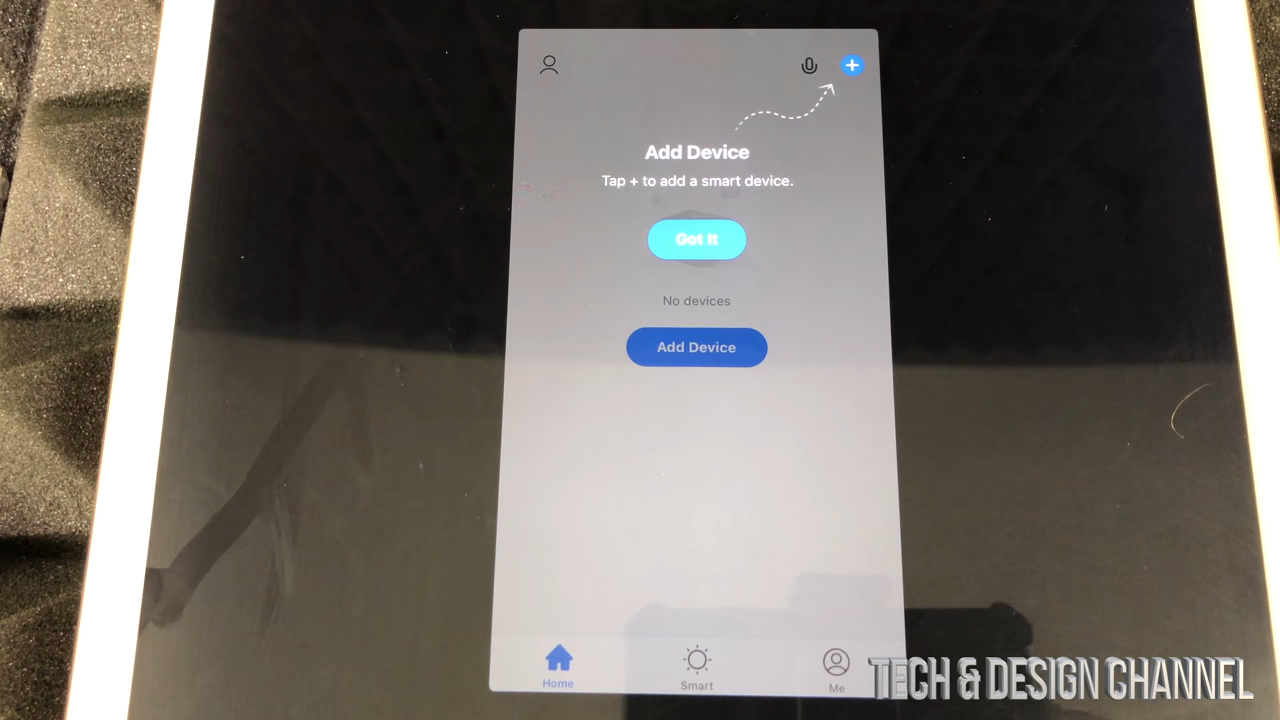 Add Device
Tap + to add a smart device.
Got It
No devices
Add Device
Home
Smart
Me
TECH & DESIGN CHANNEL